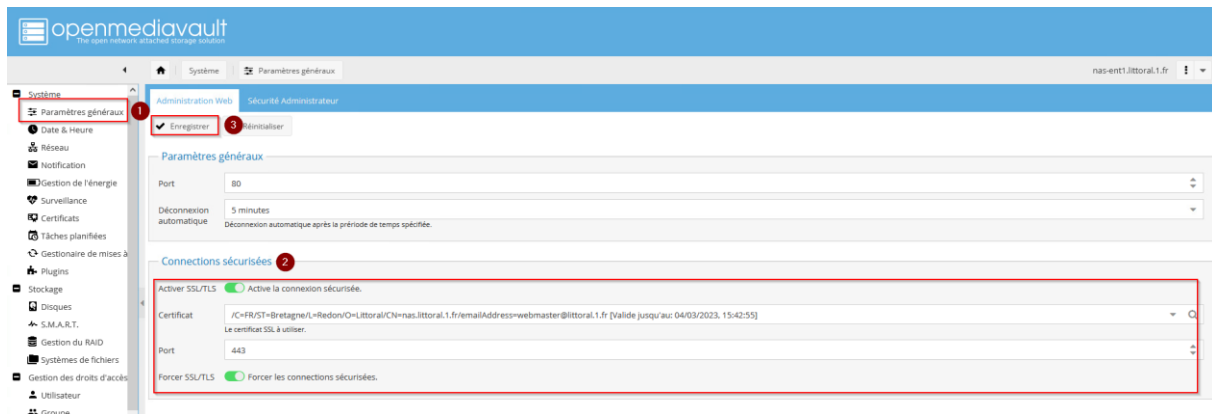 openmediavault
The open network attached storage solution
Système
Paramètres généraux
nas-ent1.littoral.1.fr
Système
Paramètres généraux
1
Date & Heure
Réseau
Notification
Gestion de l'énergie
Surveillance
Certificats
Tâches planifiées
Gestionaire de mises à
Plugins
Stockage
Disques
S.M.A.R.T.
Gestion du RAID
Systèmes de fichiers
Gestion des droits d'accès
Utilisateur
Groupe
Administration Web
Sécurité Administrateur
Enregistrer
3
Réinitialiser
Paramètres généraux
Port
80
Déconnexion
automatique
5 minutes
Déconnexion automatique après la prériode de temps spécifiée.
Connections sécurisées
2
Activer SSL/TLS
Active la connexion sécurisée.
Certificat
/C=FR/ST=Bretagne/L=Redon/O=Littoral/CN=nas.littoral.1.fr/emailAddress=webmaster@littoral.1.fr [Valide jusqu'au: 04/03/2023, 15:42:55]
Le certificat SSL à utiliser.
Port
443
Forcer SSL/TLS
Forcer les connections sécurisées.